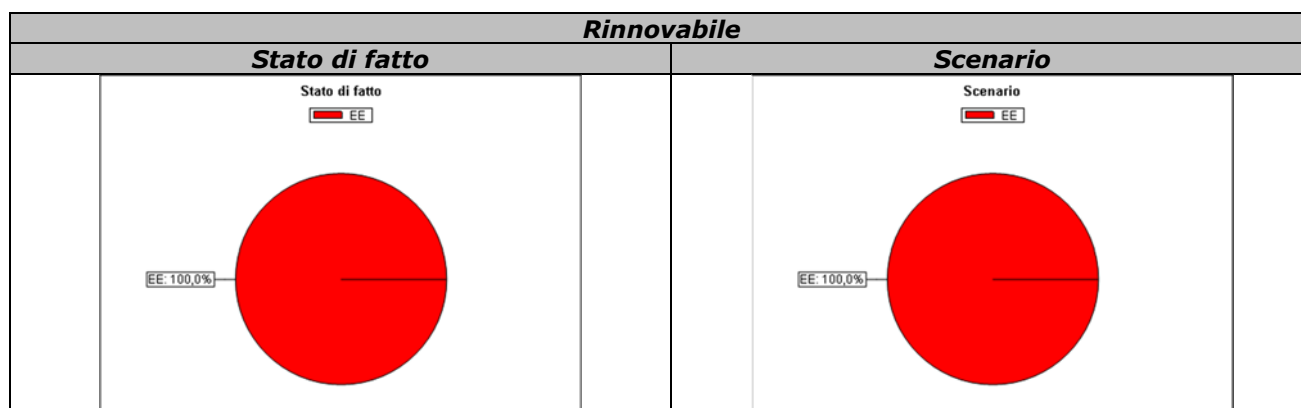 Rinnovabile
Stato di fatto
Scenario
Stato di fatto
EE
EE: 100,0%
Scenario
EE
EE: 100,0%